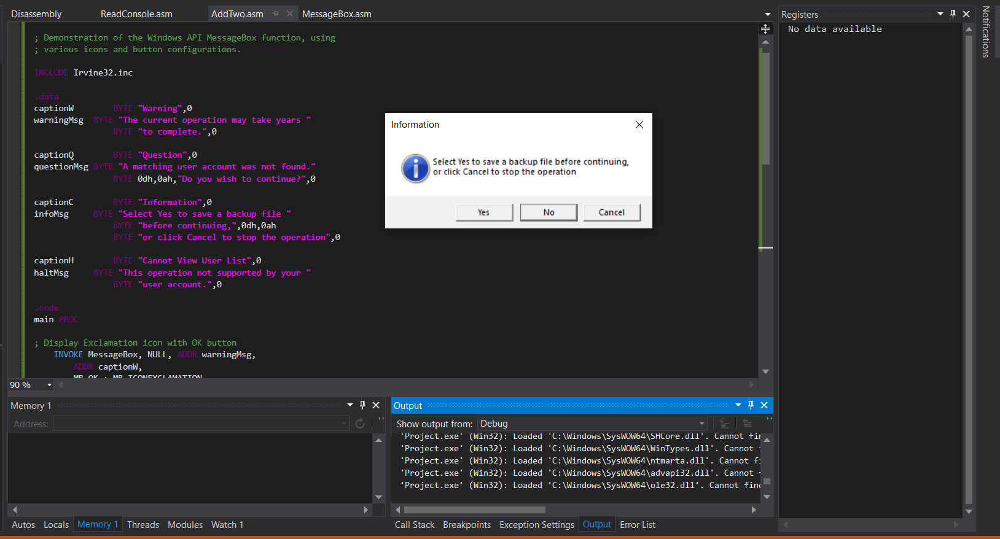 Disassembly ReadConsole.asm AddTwo.asm MessageBox.asm
; Demonstration of the Windows API MessageBox function, using
; various icons and button configurations.
INCLUDE Irvine32.inc
.data
captionW BYTE "Warning",0
warningMsg BYTE "The current operation may take years "
BYTE "to complete.",0
captionQ BYTE "Question",0
questionMsg BYTE "A matching user account was not found."
BYTE 0dh,0ah,"Do you wish to continue?",0
captionC BYTE "Information",0
infoMsg BYTE "Select Yes to save a backup file "
BYTE "before continuing,",0dh,0ah
BYTE "or click Cancel to stop the operation",0
captionH BYTE "Cannot View User List",0
haltMsg BYTE "This operation not supported by your "
BYTE "user account.",0
.code
main PROC
; Display Exclamation icon with OK button
INVOKE MessageBox, NULL, ADDR warningMsg,
ADDR captionW,
MB_OK + MB_ICONEXCLAMATION
90 %
Information
Select Yes to save a backup file before continuing,
or click Cancel to stop the operation
Yes No Cancel
Registers
No data available
Notifications
Memory 1
Address:
Autos Locals Memory 1 Threads Modules Watch 1
Output
Show output from: Debug
'Project.exe' (Win32): Loaded 'C:\Windows\SysWOW64\SHCore.dll'. Cannot fin
'Project.exe' (Win32): Loaded 'C:\Windows\SysWOW64\WinTypes.dll'. Cannot
'Project.exe' (Win32): Loaded 'C:\Windows\SysWOW64\ntmarta.dll'. Cannot fi
'Project.exe' (Win32): Loaded 'C:\Windows\SysWOW64\advapi32.dll'. Cannot
'Project.exe' (Win32): Loaded 'C:\Windows\SysWOW64\ole32.dll'. Cannot find
Call Stack Breakpoints Exception Settings Output Error List